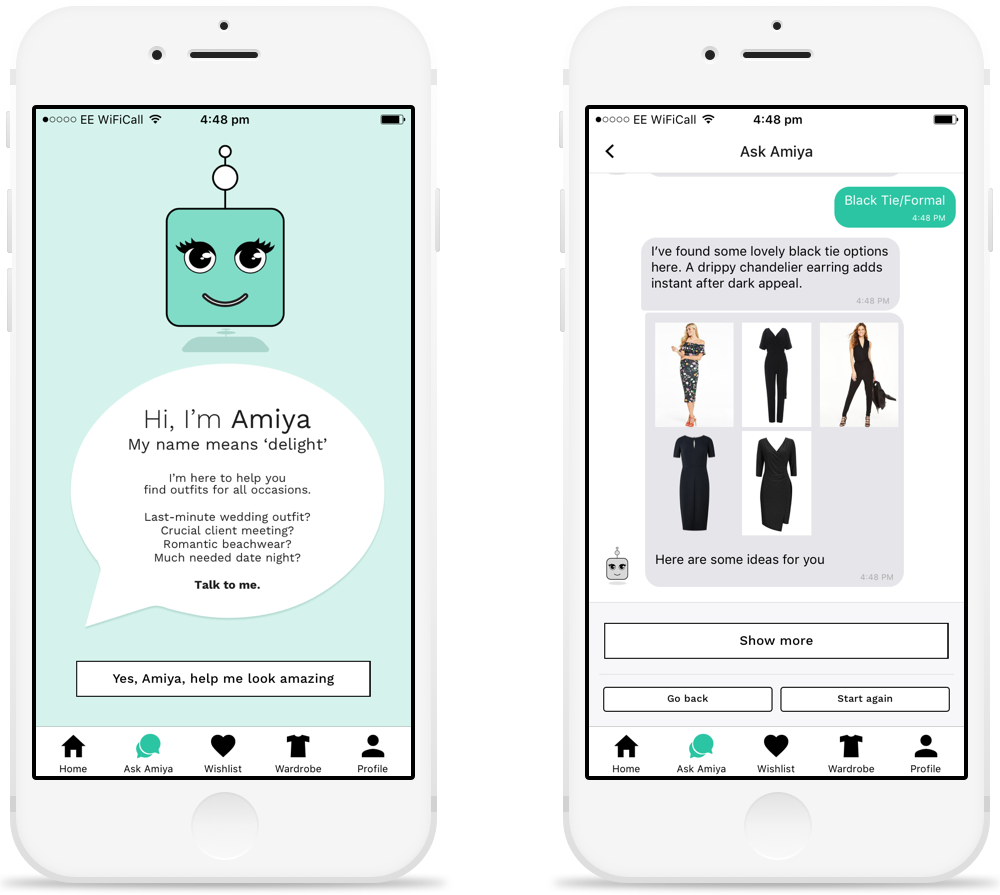 EE WiFiCall 4:48 pm
Hi, I’m Amiya
My name means ‘delight’
I’m here to help you
find outfits for all occasions.
Last-minute wedding outfit?
Crucial client meeting?
Romantic beachwear?
Much needed date night?
Talk to me.
Yes, Amiya, help me look amazing
Home Ask Amiya Wishlist Wardrobe Profile
EE WiFiCall 4:48 pm
Ask Amiya
Black Tie/Formal
4:48 PM
I’ve found some lovely black tie options
here. A drippy chandelier earring adds
instant after dark appeal.
4:48 PM
Here are some ideas for you
4:48 PM
Show more
Go back Start again
Home Ask Amiya Wishlist Wardrobe Profile